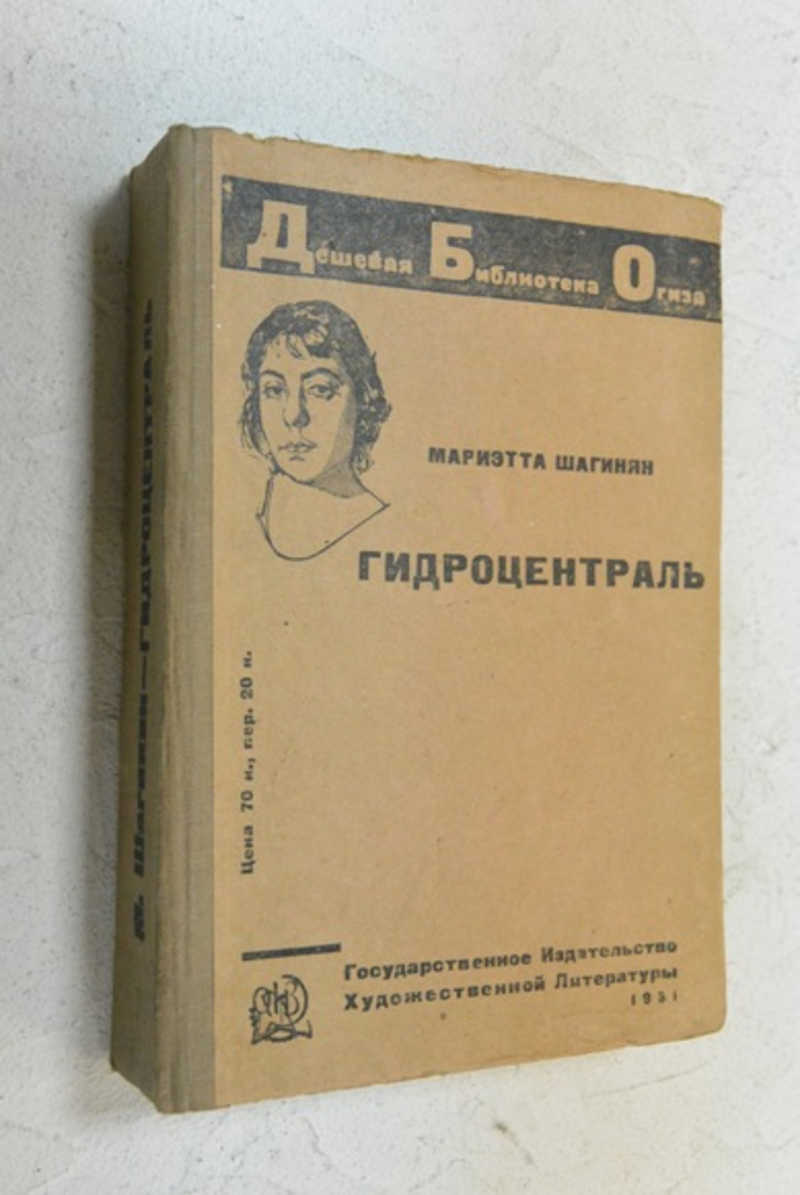 Дешевая Библиотека Огиза
МАРИЭТТА ШАГИНЯН
ГИДРОЦЕНТРАЛЬ
Цена 70 к., пер. 20 к.
Государственное Издательство
Художественной Литературы
1931
М. Шагинян—ГИДРОЦЕНТРАЛЬ